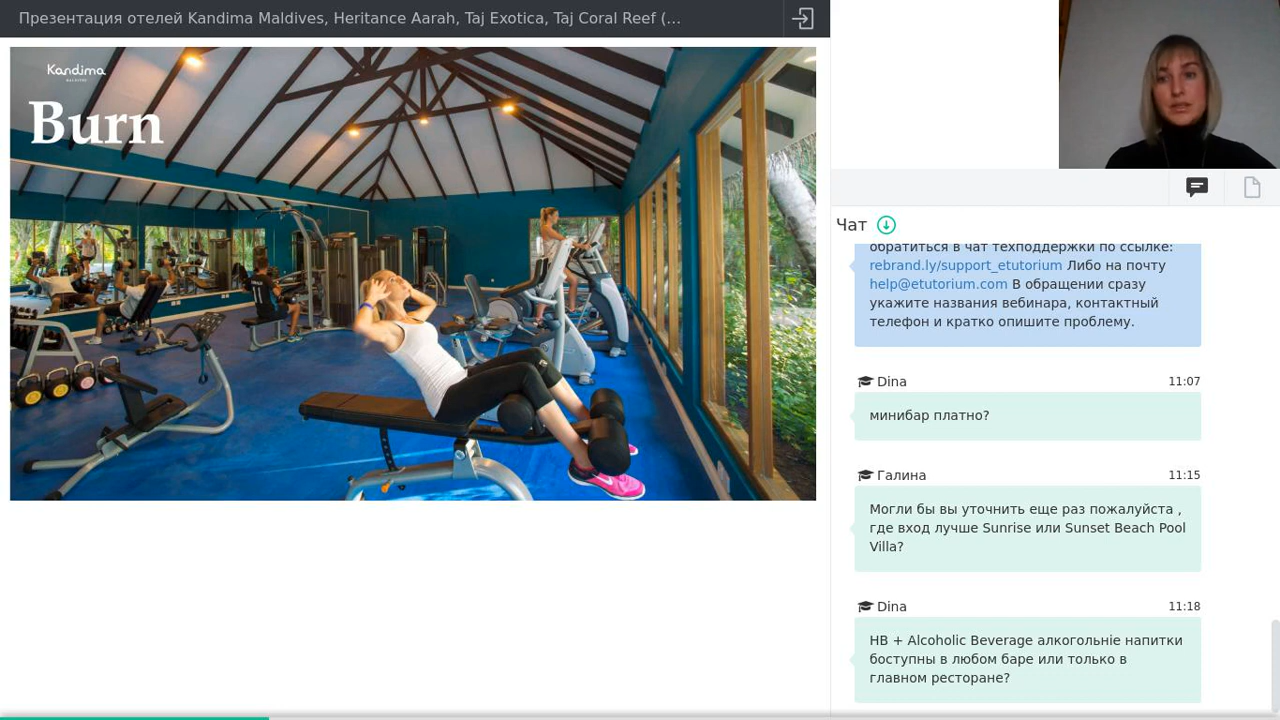 Презентация отелей Kandima Maldives, Heritance Aarah, Taj Exotica, Taj Coral Reef (...
Kandima
MALDIVES
Burn
Чат
обратиться в чат техподдержки по ссылке:
rebrand.ly/support_etutorium Либо на почту
help@etutorium.com В обращении сразу
укажите названия вебинара, контактный
телефон и кратко опишите проблему.
Dina 11:07
минибар платно?
Галина 11:15
Могли бы вы уточнить еще раз пожалуйста ,
где вход лучше Sunrise или Sunset Beach Pool
Villa?
Dina 11:18
HB + Alcoholic Beverage алкогольніе напитки
боступны в любом баре или только в
главном ресторане?